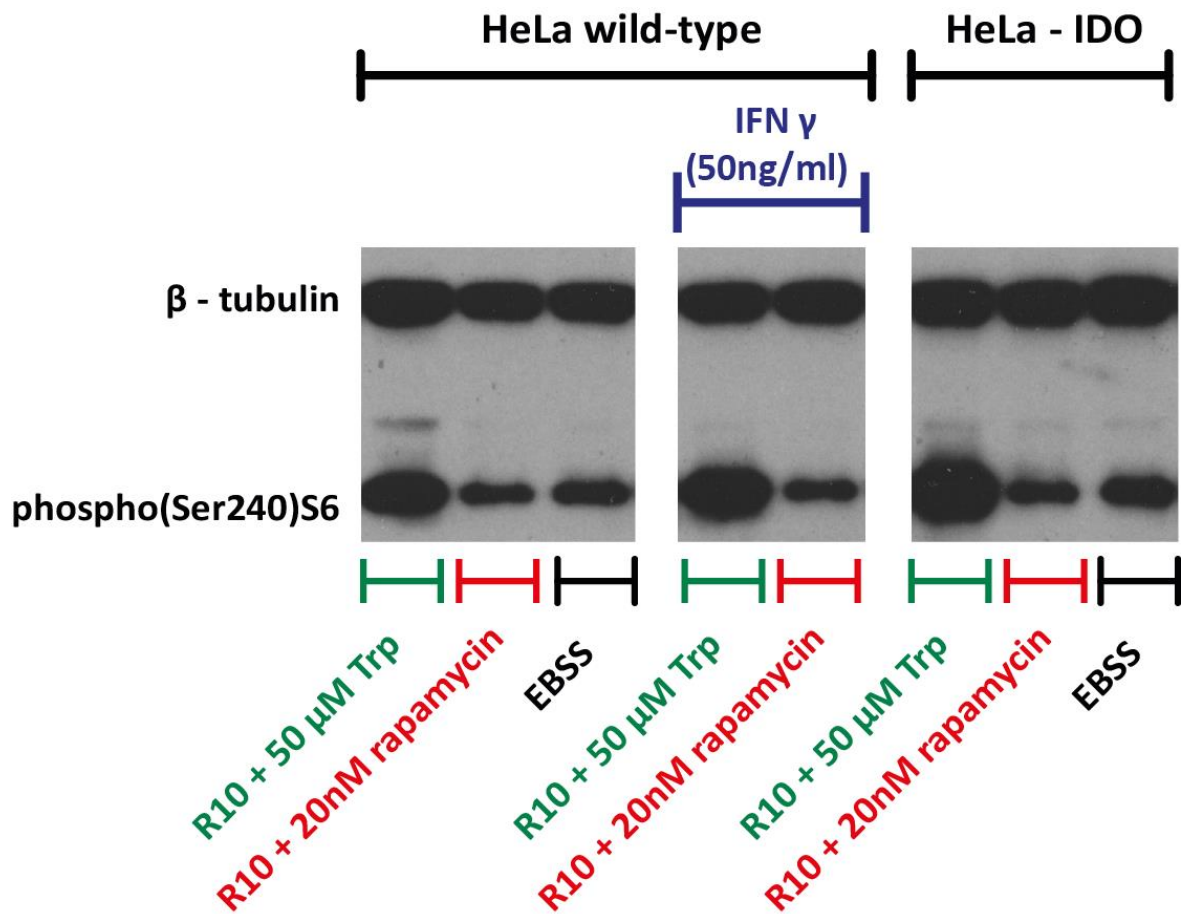 HeLa wild-type
HeLa - IDO
IFN γ
(50ng/ml)
β - tubulin
phospho(Ser240)S6
R10 + 50 µM Trp
R10 + 20nM rapamycin
EBSS
R10 + 50 µM Trp
R10 + 20nM rapamycin
R10 + 50 µM Trp
R10 + 20nM rapamycin
EBSS